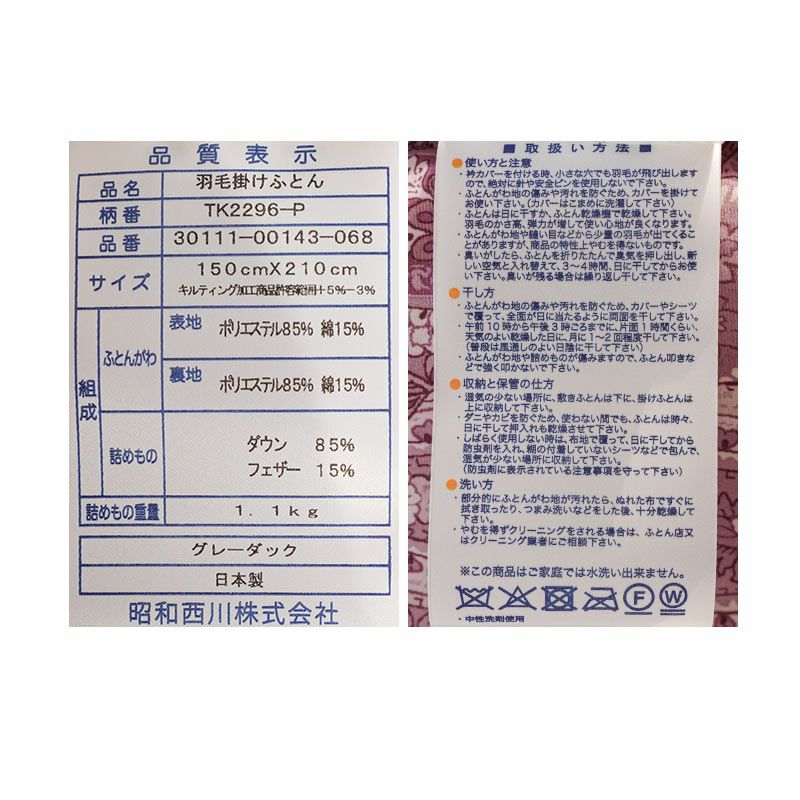 品質表示
品名 羽毛掛けふとん
柄番 TK2296-P
品番 30111-00143-068
サイズ 150cmX210cm
キルティング加工商品許容範囲+5%-3%
組成 ふとんがわ 表地 ポリエステル85% 綿15%
裏地 ポリエステル85% 綿15%
詰めもの ダウン 85%
フェザー 15%
詰めもの重量 1.1kg
グレーダック
日本製
昭和西川株式会社
取扱い方法
使い方と注意
・衿カバーを付ける時、小さな穴でも羽毛が飛び出します
ので、絶対に針や安全ピンを使用しないで下さい。
・ふとんがわ地の傷みや汚れを防ぐため、カバーを掛けて
お使い下さい。(カバーはこまめに洗濯して下さい)
・ふとんは日に干すか、ふとん乾燥機で乾燥して下さい。
羽毛のかさ高、弾力が増して使い心地が良くなります。
・ふとんがわ地や縫い目などから少量の羽毛が出てくるこ
とがありますが、商品の特性上やむを得ないものです。
・臭いがしたら、ふとんを折りたたんで臭気を押し出し、新
しい空気と入れ替えて、3～4時間、日に干してからお使
い下さい。臭いが残る場合は繰り返し干して下さい。
干し方
・ふとんがわ地の傷みや汚れを防ぐため、カバーやシーツ
で覆って、全面が日に当たるように両面を干して下さい。
・午前10時から午後3時ごろまでに、片面1時間くらい、
天気のよい乾燥した日に、月に1～2回程度干して下さい。
(普段は風通しのよい日陰に干して下さい)
・ふとんがわ地や詰めものが傷みますので、ふとん叩きな
どで強く叩かないで下さい。
収納と保管の仕方
・湿気の少ない場所に、敷きふとんは下に、掛けふとんは
上に収納して下さい。
・ダニやカビを防ぐため、使わない間でも、ふとんは時々、
日に干して押入れも乾燥させて下さい。
・しばらく使用しない時は、布地で覆って、日に干してから
防虫剤を入れ、糊の付着していないシーツなどで包んで、
湿気が少ない場所に収納して下さい。
(防虫剤に表示されている注意事項を守って下さい)
洗い方
・部分的にふとんがわ地が汚れたら、ぬれた布ですぐに
拭き取ったり、つまみ洗いなどをした後、十分乾燥して
下さい。
・やむを得ずクリーニングをされる場合は、ふとん店又
はクリーニング業者にご相談下さい。
※この商品はご家庭では水洗い出来ません。
F W
・中性洗剤使用